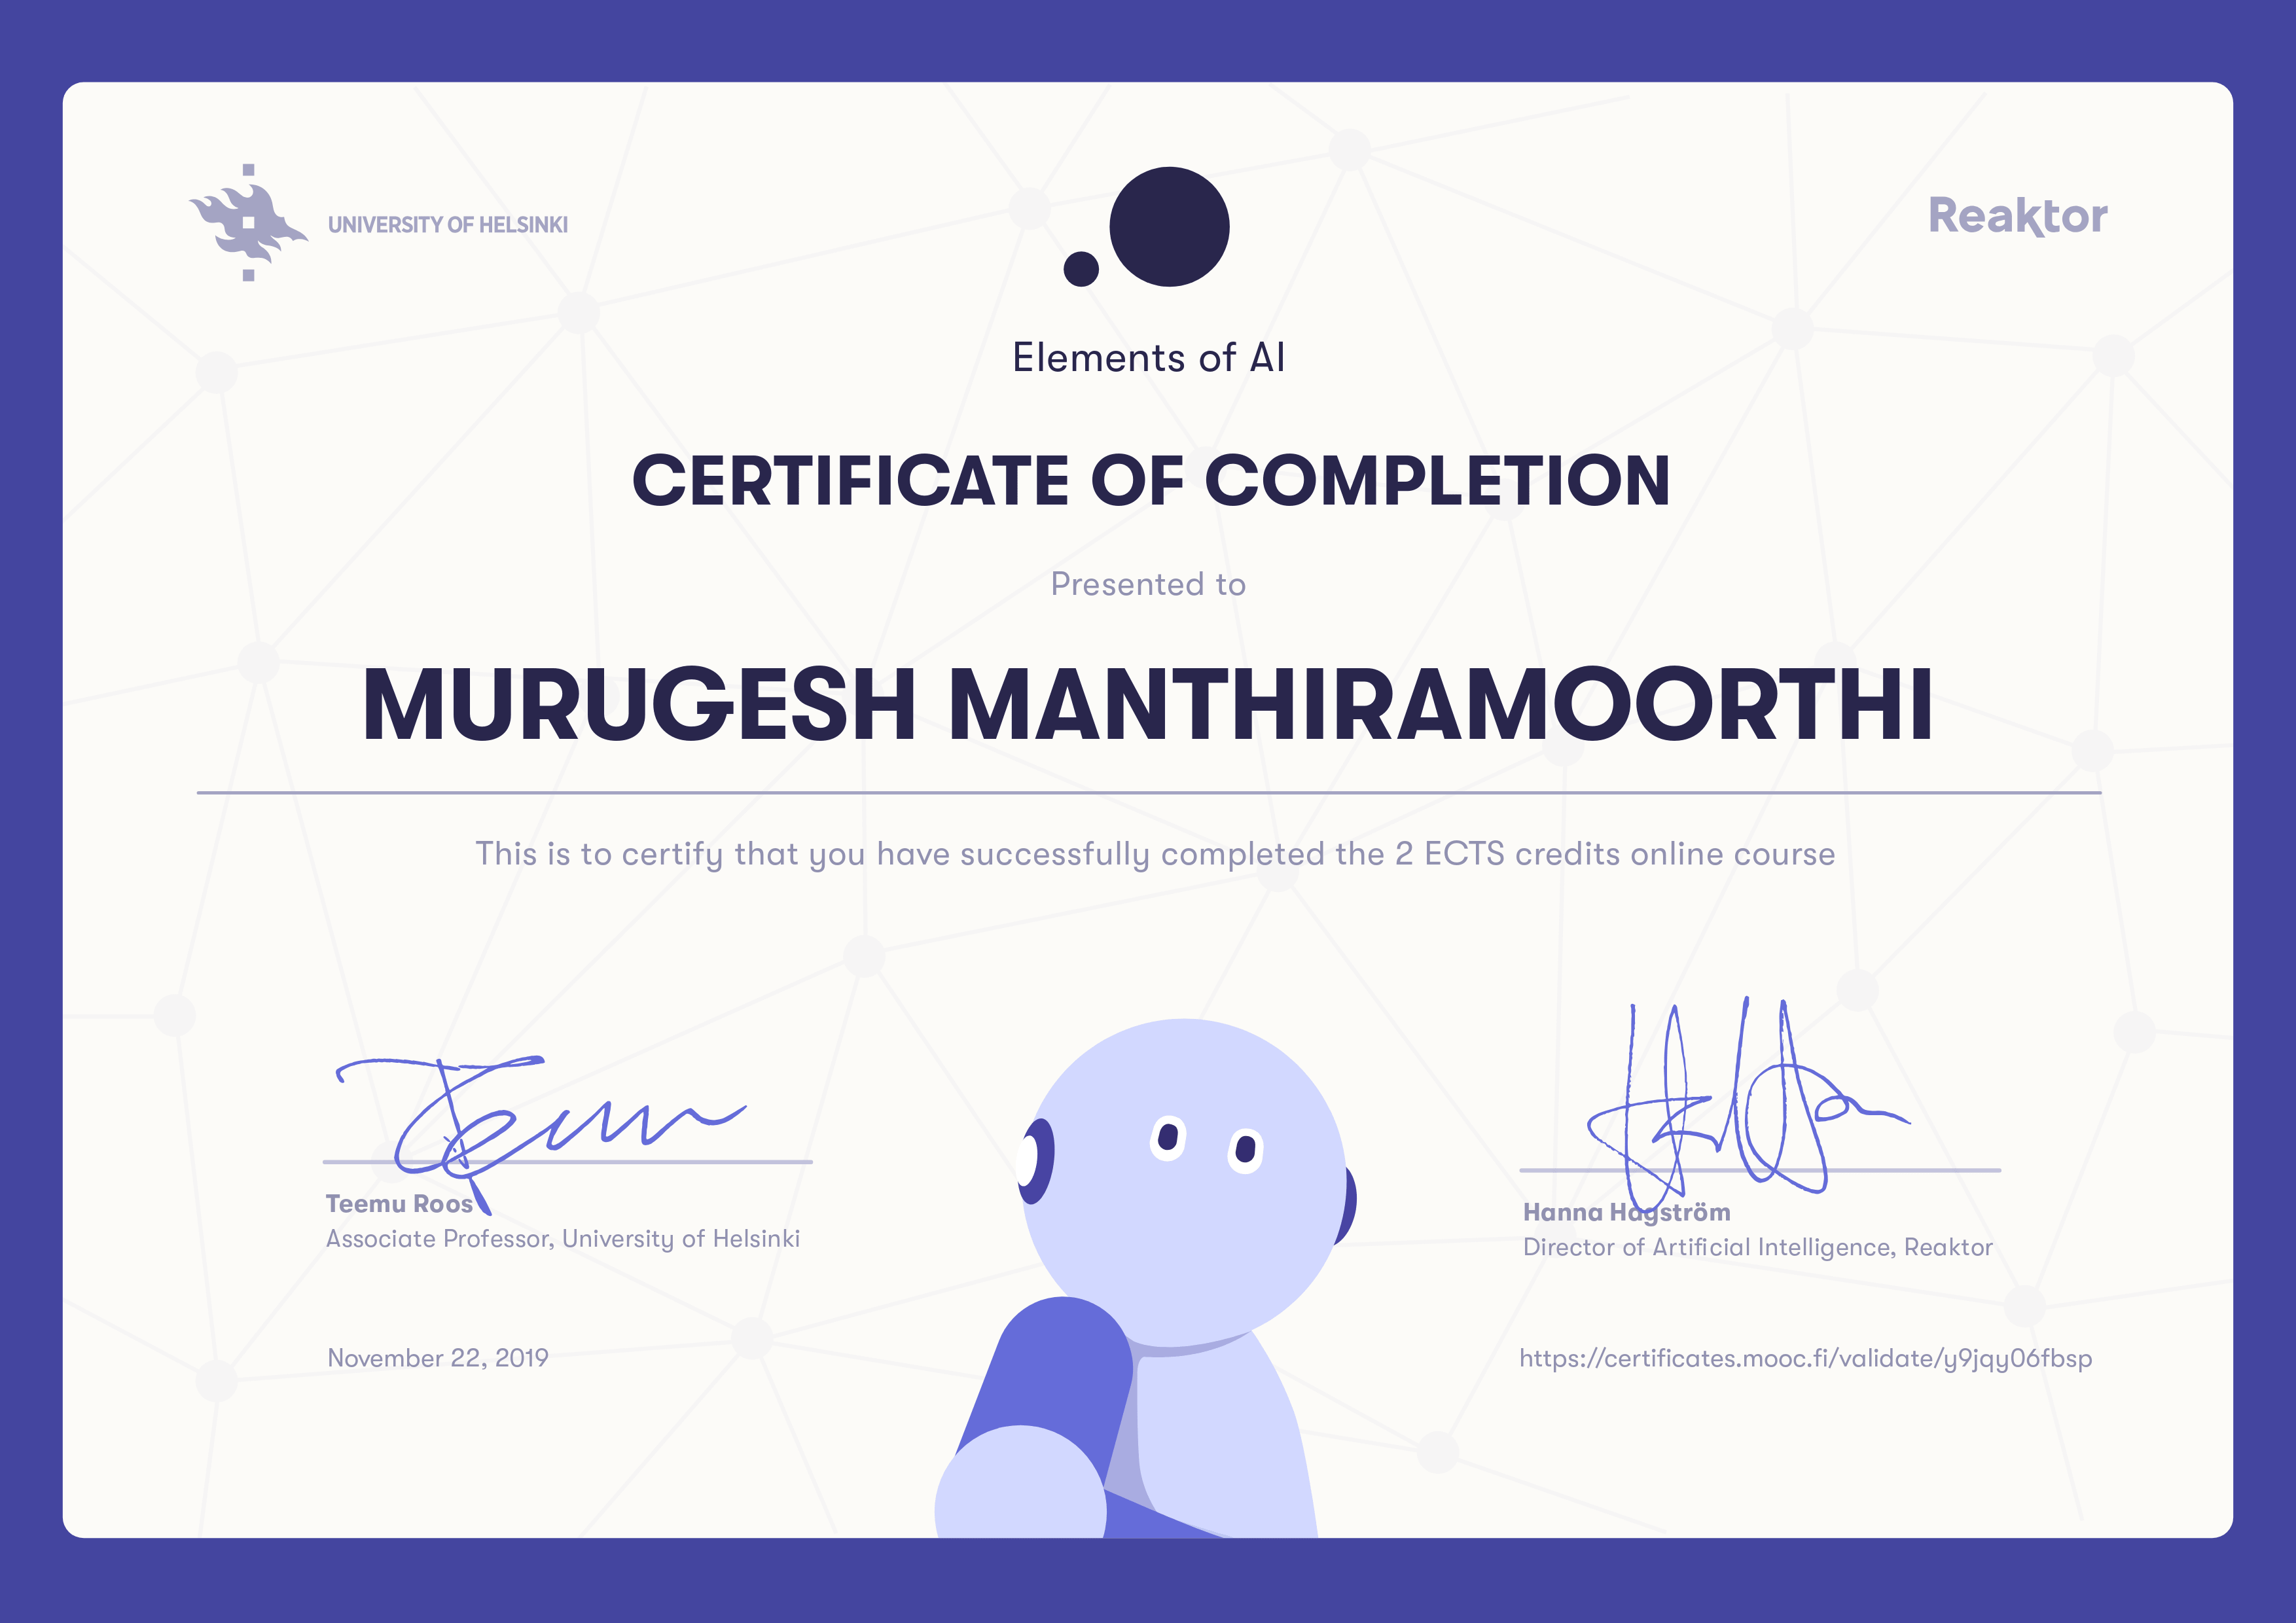 UNIVERSITY OF HELSINKI
Reaktor
Elements of AI
CERTIFICATE OF COMPLETION
Presented to
MURUGESH MANTHIRAMOORTHI
This is to certify that you have successfully completed the 2 ECTS credits online course
Teemu Roos
Associate Professor, University of Helsinki
Hanna Hagström
Director of Artificial Intelligence, Reaktor
November 22, 2019
https://certificates.mooc.fi/validate/y9jqy06fbsp